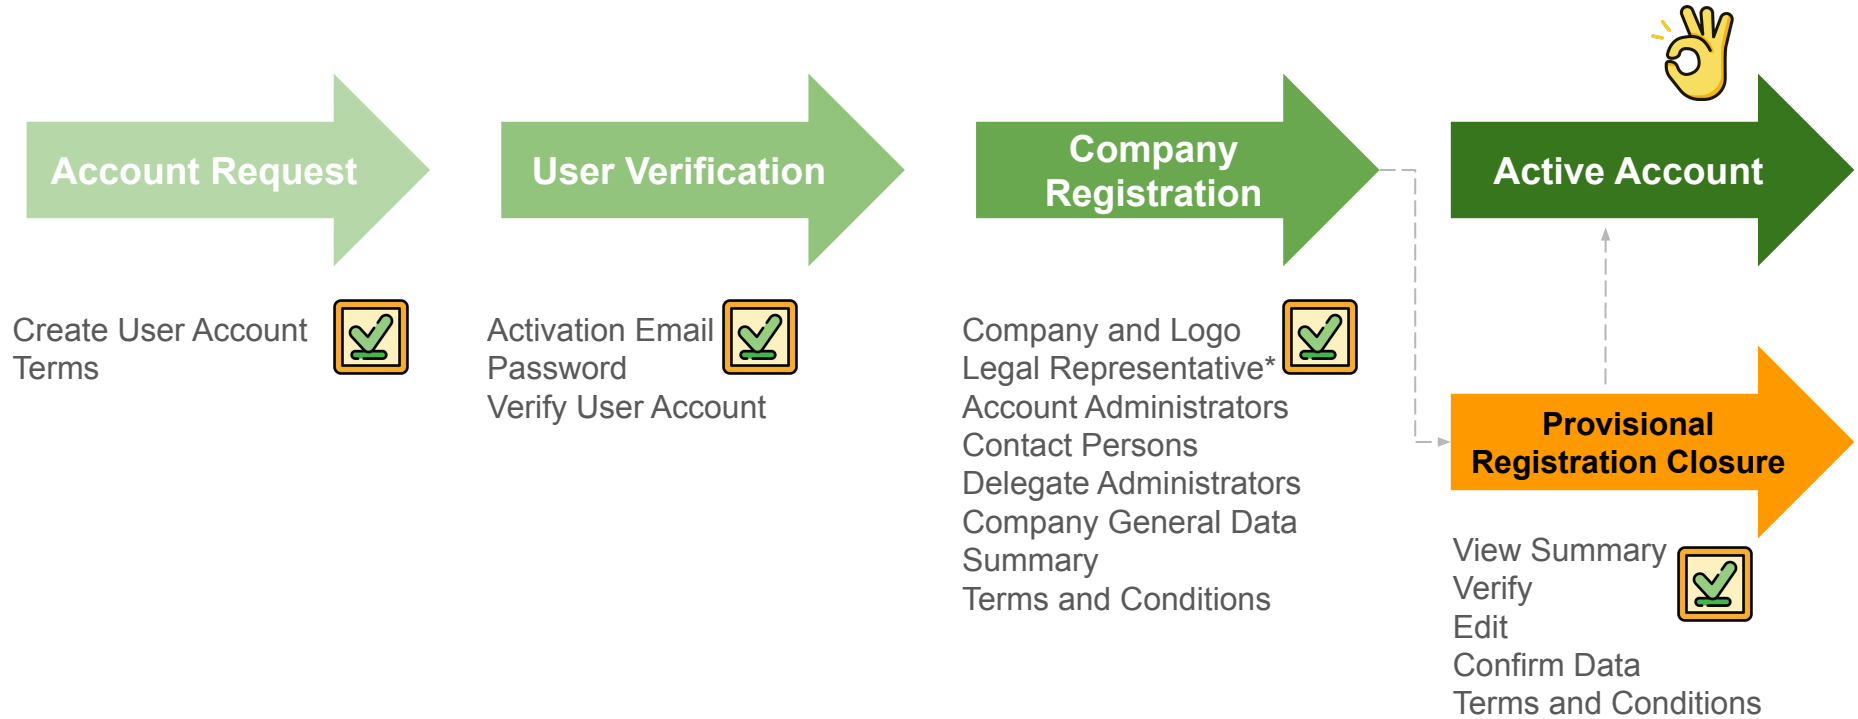 Account Request
User Verification
Company
Registration
Active Account
Create User Account
Terms
Activation Email
Password
Verify User Account
Company and Logo
Legal Representative*
Account Administrators
Contact Persons
Delegate Administrators
Company General Data
Summary
Terms and Conditions
Provisional
Registration Closure
View Summary
Verify
Edit
Confirm Data
Terms and Conditions